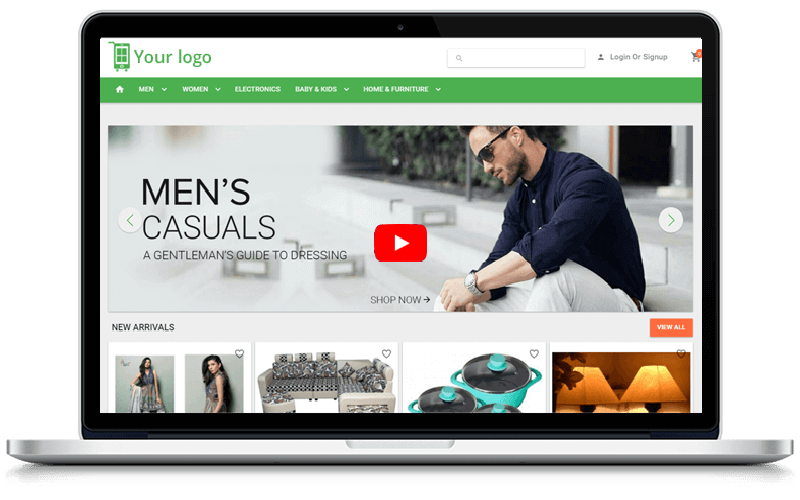 Your logo
Login Or Signup
MEN WOMEN ELECTRONICS BABY & KIDS HOME & FURNITURE
MEN'S
CASUALS
A GENTLEMAN'S GUIDE TO DRESSING
SHOP NOW
NEW ARRIVALS
VIEW ALL